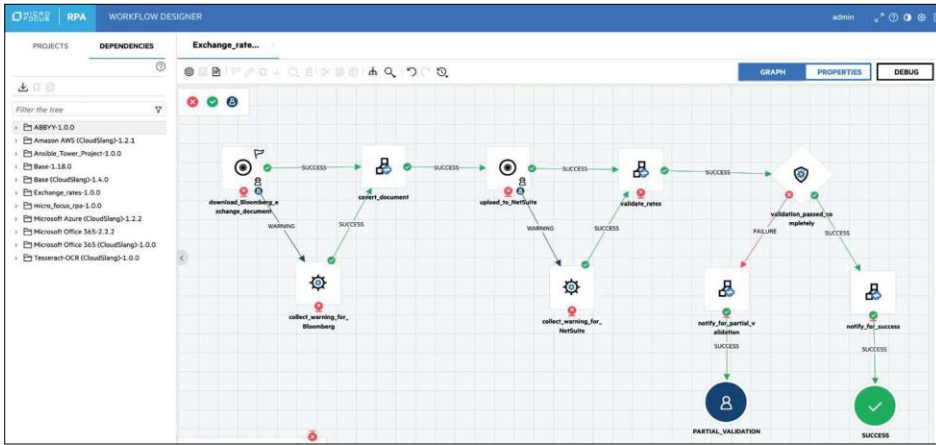 MICRO FOCUS
RPA
WORKFLOW DESIGNER
admin
PROJECTS
DEPENDENCIES
Filter the tree
ABBYY-1.0.0
Amazon AWS (CloudSlang)-1.2.1
Ansible_Tower_Project-1.0.0
Base-1.18.0
Base (CloudSlang)-1.4.0
Exchange_rates-1.0.0
micro_focus_rpa-1.0.0
Microsoft Azure (CloudSlang)-1.2.2
Microsoft Office 365-2.2.2
Microsoft Office 365 (CloudSlang)-1.0.0
Tesseract-OCR (CloudSlang)-1.0.0
Exchange_rate...
GRAPH
PROPERTIES
DEBUG
SUCCESS
SUCCESS
SUCCESS
SUCCESS
download_Bloomberg_e
xchange_document
covert_document
upload_to_NetSuite
validate_rates
validation_passed_co
mpletely
WARNING
SUCCESS
WARNING
SUCCESS
FAILURE
SUCCESS
collect_warning_for_
Bloomberg
collect_warning_for_
NetSuite
notify_for_partial_v
alidation
notify_for_success
SUCCESS
SUCCESS
PARTIAL_VALIDATION
SUCCESS